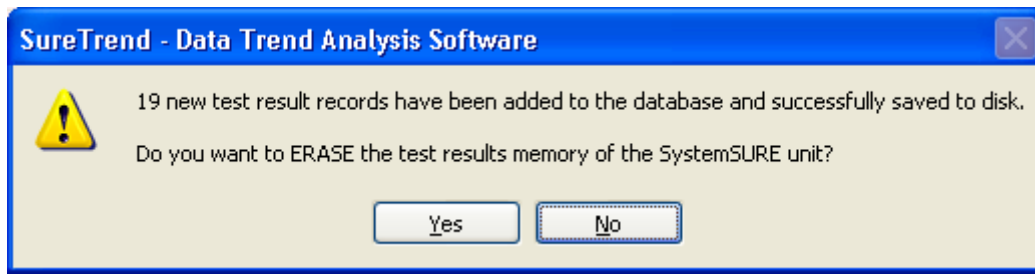 SureTrend - Data Trend Analysis Software
19 new test result records have been added to the database and successfully saved to disk.
Do you want to ERASE the test results memory of the SystemSURE unit?
Yes
No